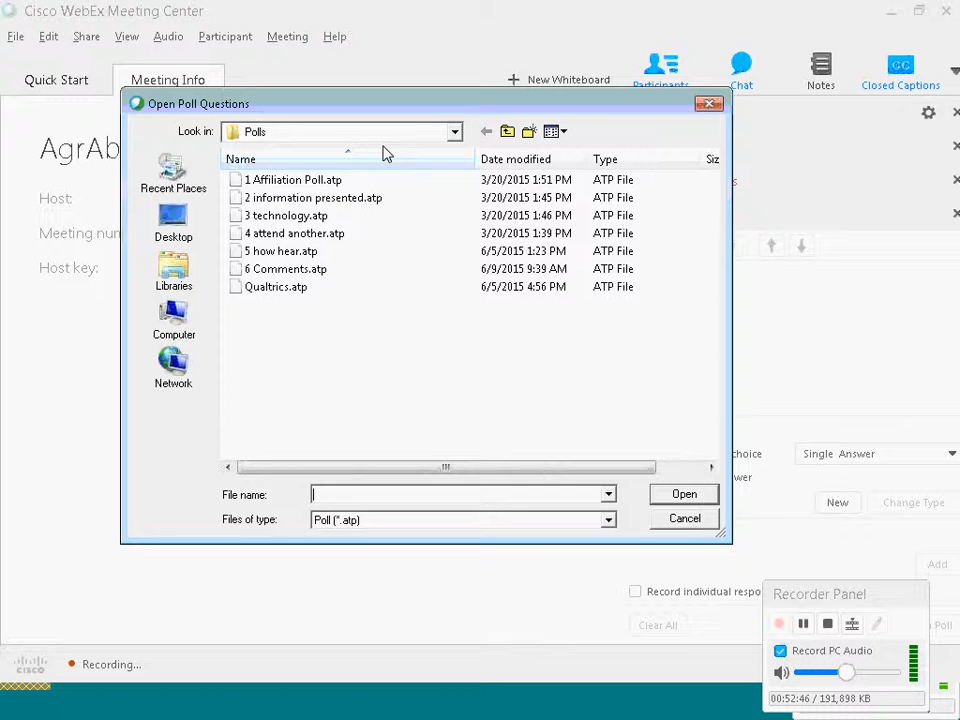 Cisco WebEx Meeting Center
File Edit Share View Audio Participant Meeting Help
Quick Start Meeting Info New Whiteboard Participants Chat Notes CC Closed Captions
Open Poll Questions
AgrAb
Look in: Polls
Name Date modified Type Siz
1 Affiliation Poll.atp 3/20/2015 1:51 PM ATP File
2 information presented.atp 3/20/2015 1:45 PM ATP File
3 technology.atp 3/20/2015 1:46 PM ATP File
4 attend another.atp 3/20/2015 1:39 PM ATP File
5 how hear.atp 6/5/2015 1:23 PM ATP File
6 Comments.atp 6/9/2015 9:39 AM ATP File
Qualtrics.atp 6/5/2015 4:56 PM ATP File
Recent Places
Desktop
Libraries
Computer
Network
Host:
Meeting num
Host key:
File name: Open
Files of type: Poll (*.atp) Cancel
hoice Single Answer
wer
New Change Type
Add
Record individual respo
Clear All
n Poll
Recorder Panel
Record PC Audio
00:52:46 / 191,898 KB
cisco Recording...